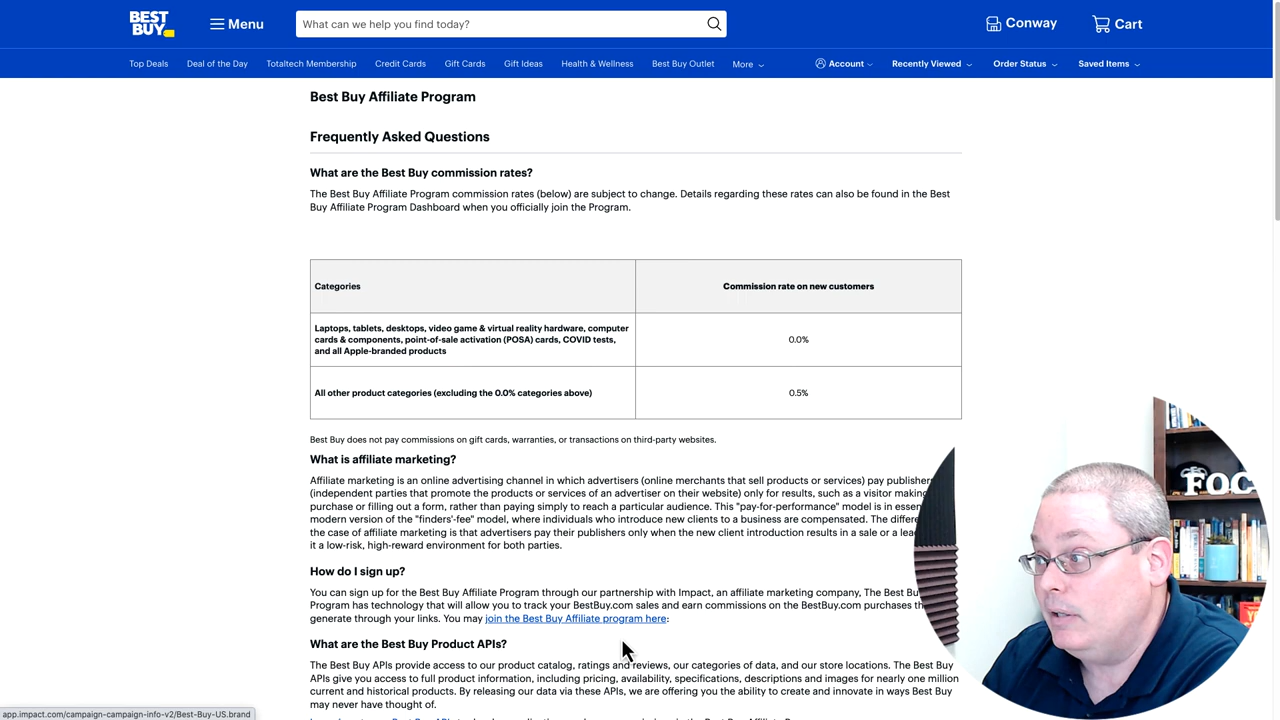 BEST
BUY
Menu
What can we help you find today?
Conway
Cart
Top Deals
Deal of the Day
Totaltech Membership
Credit Cards
Gift Cards
Gift Ideas
Health & Wellness
Best Buy Outlet
More
Account
Recently Viewed
Order Status
Saved Items
Best Buy Affiliate Program
Frequently Asked Questions
What are the Best Buy commission rates?
The Best Buy Affiliate Program commission rates (below) are subject to change. Details regarding these rates can also be found in the Best
Buy Affiliate Program Dashboard when you officially join the Program.
Categories
Commission rate on new customers
Laptops, tablets, desktops, video game & virtual reality hardware, computer
cards & components, point-of-sale activation (POSA) cards, COVID tests,
and all Apple-branded products
0.0%
All other product categories (excluding the 0.0% categories above)
0.5%
Best Buy does not pay commissions on gift cards, warranties, or transactions on third-party websites.
What is affiliate marketing?
Affiliate marketing is an online advertising channel in which advertisers (online merchants that sell products or services) pay publishers
(independent parties that promote the products or services of an advertiser on their website) only for results, such as a visitor making
purchase or filling out a form, rather than paying simply to reach a particular audience. This "pay-for-performance" model is in
modern version of the "finders'-fee" model, where individuals who introduce new clients to a business are compensated. The
the case of affiliate marketing is that advertisers pay their publishers only when the new client introduction results in a sale or a
it a low-risk, high-reward environment for both parties.
How do I sign up?
You can sign up for the Best Buy Affiliate Program through our partnership with Impact, an affiliate marketing company, The Best
Program has technology that will allow you to track your BestBuy.com sales and earn commissions on the BestBuy.com purchases
generate through your links. You may join the Best Buy Affiliate program here:
What are the Best Buy Product APIs?
The Best Buy APIs provide access to our product catalog, ratings and reviews, our categories of data, and our store locations. The Best Buy
APIs give you access to full product information, including pricing, availability, specifications, descriptions and images for nearly one million
current and historical products. By releasing our data via these APIs, we are offering you the ability to create and innovate in ways Best Buy
may never have thought of.
app.impact.com/campaign-campaign-info-v2/Best-Buy-US.brand
FOC